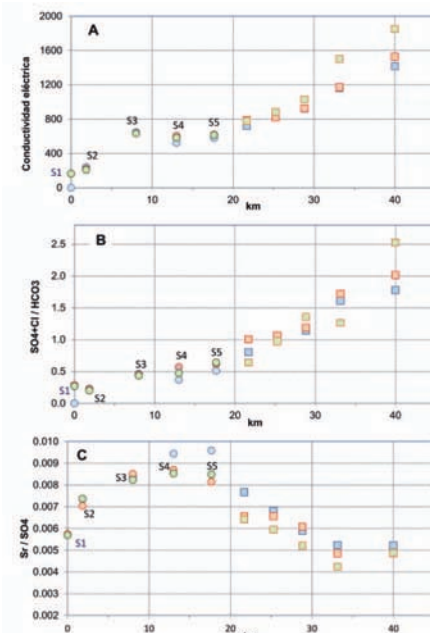 A
Conductividad eléctrica
2000
1600
1200
800
400
0
S1
S2
S3
S4
S5
0 10 20 30 40 50
km
B
SO4+Cl / HCO3
2.5
2.0
1.5
1.0
0.5
0.0
S1
S2
S3
S4
S5
0 10 20 30 40 50
km
C
Sr / SO4
0.010
0.009
0.008
0.007
0.006
0.005
0.004
0.003
0.002
S1
S2
S3
S4
S5
0 10 20 30 40 50